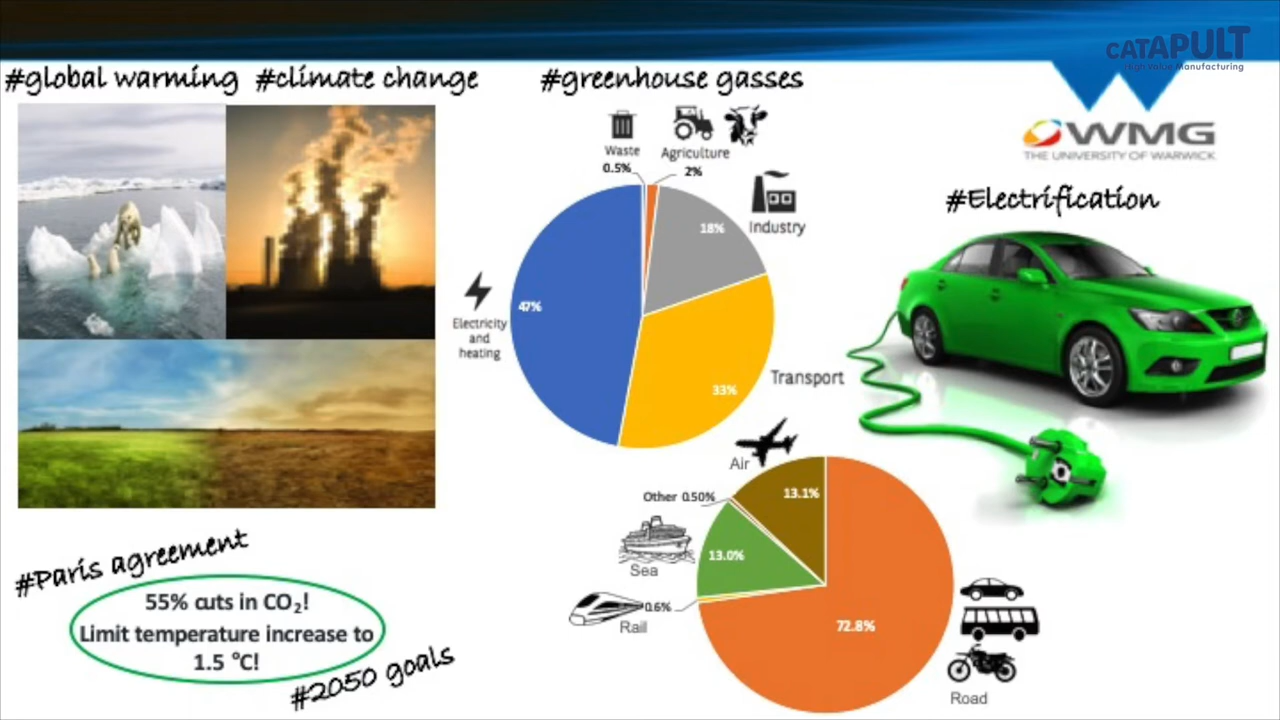 CATAPULT
High Value Manufacturing
#global warming #climate change #greenhouse gasses
WMG
THE UNIVERSITY OF WARWICK
Waste
0.5%
Agriculture
2%
18%
Industry
#Electrification
47%
Electricity
and
heating
33%
Transport
Air
13.1%
Other 0.50%
13.0%
Sea
0.6%
Rail
72.8%
Road
#Paris agreement
55% cuts in CO₂!
Limit temperature increase to
1.5 °C!
#2050 goals